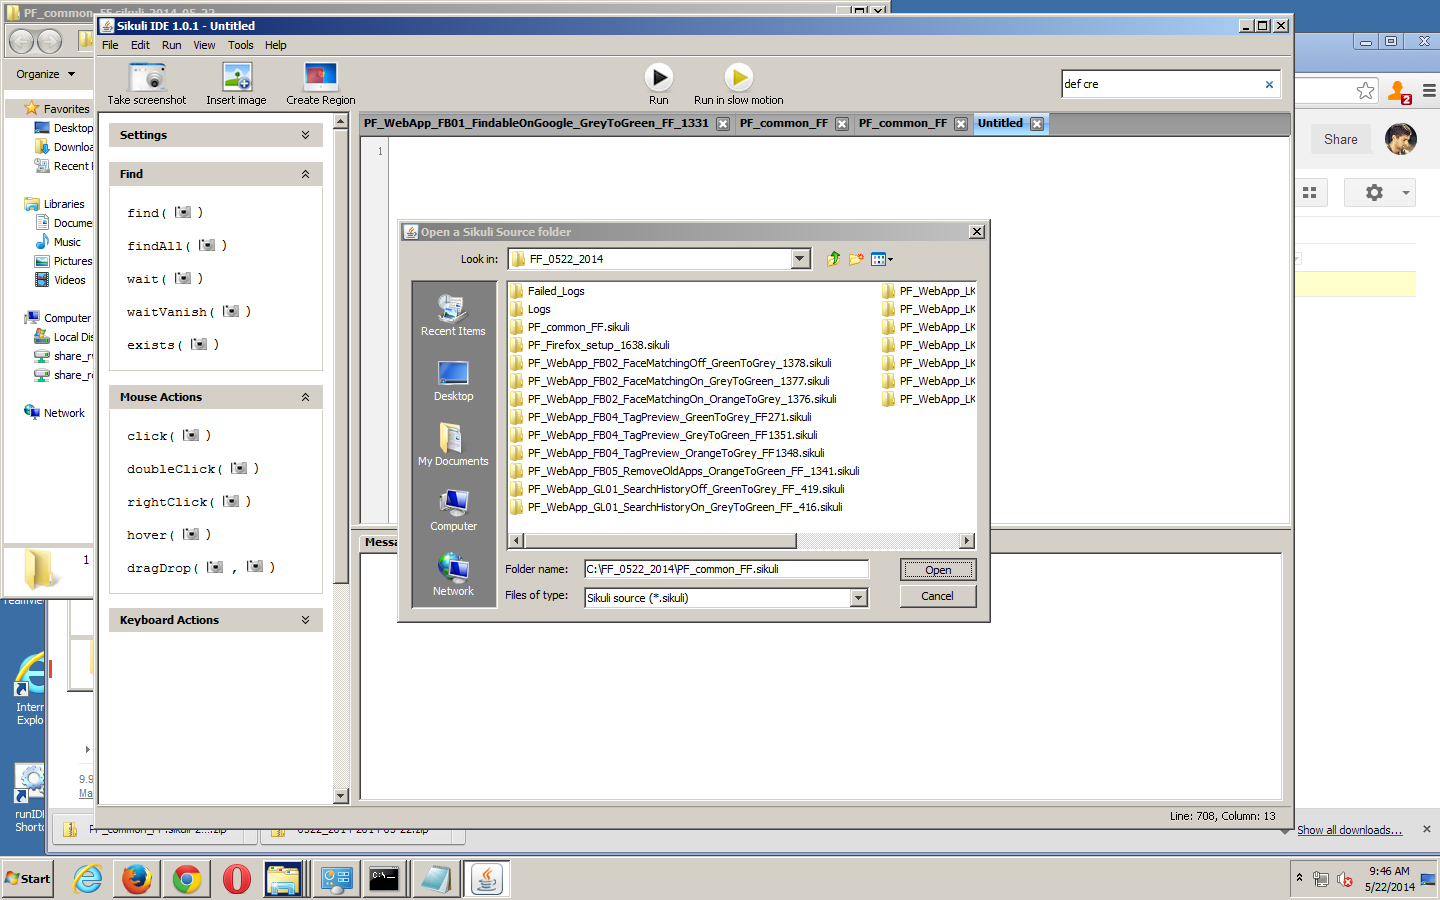 PF_common_FF.sikuli-2014-05-22
Sikuli IDE 1.0.1 - Untitled
File Edit Run View Tools Help
Organize
Take screenshot
Insert image
Create Region
Run
Run in slow motion
def cre
Share
2
Favorites
Desktop
Downloa
Recent
Libraries
Docume
Music
Pictures
Videos
Computer
Local Dis
share_r
share_r
Network
1
Settings
Find
find( )
findAll( )
wait( )
waitVanish( )
exists( )
Mouse Actions
click( )
doubleClick( )
rightClick( )
hover( )
dragDrop( , )
Keyboard Actions
PF_WebApp_FB01_FindableOnGoogle_GreyToGreen_FF_1331
PF_common_FF
PF_common_FF
Untitled
1
Open a Sikuli Source folder
Look in:
FF_0522_2014
Recent Items
Desktop
My Documents
Computer
Network
Failed_Logs
Logs
PF_common_FF.sikuli
PF_Firefox_setup_1638.sikuli
PF_WebApp_FB02_FaceMatchingOff_GreenToGrey_1378.sikuli
PF_WebApp_FB02_FaceMatchingOn_GreyToGreen_1377.sikuli
PF_WebApp_FB02_FaceMatchingOn_OrangeToGrey_1376.sikuli
PF_WebApp_FB04_TagPreview_GreenToGrey_FF271.sikuli
PF_WebApp_FB04_TagPreview_GreyToGreen_FF1351.sikuli
PF_WebApp_FB04_TagPreview_OrangeToGrey_FF1348.sikuli
PF_WebApp_FB05_RemoveOldApps_OrangeToGreen_FF_1341.sikuli
PF_WebApp_GL01_SearchHistoryOff_GreenToGrey_FF_419.sikuli
PF_WebApp_GL01_SearchHistoryOn_GreyToGreen_FF_416.sikuli
PF_WebApp_LK
PF_WebApp_LK
PF_WebApp_LK
PF_WebApp_LK
PF_WebApp_LK
PF_WebApp_LK
PF_WebApp_LK
Folder name:
C:\FF_0522_2014\PF_common_FF.sikuli
Open
Files of type:
Sikuli source (*.sikuli)
Cancel
Messa
Line: 708, Column: 13
Intern
Explo
runIDE
Shortc
9.9
Ma
Show all downloads...
Start
C:\
9:46 AM
5/22/2014